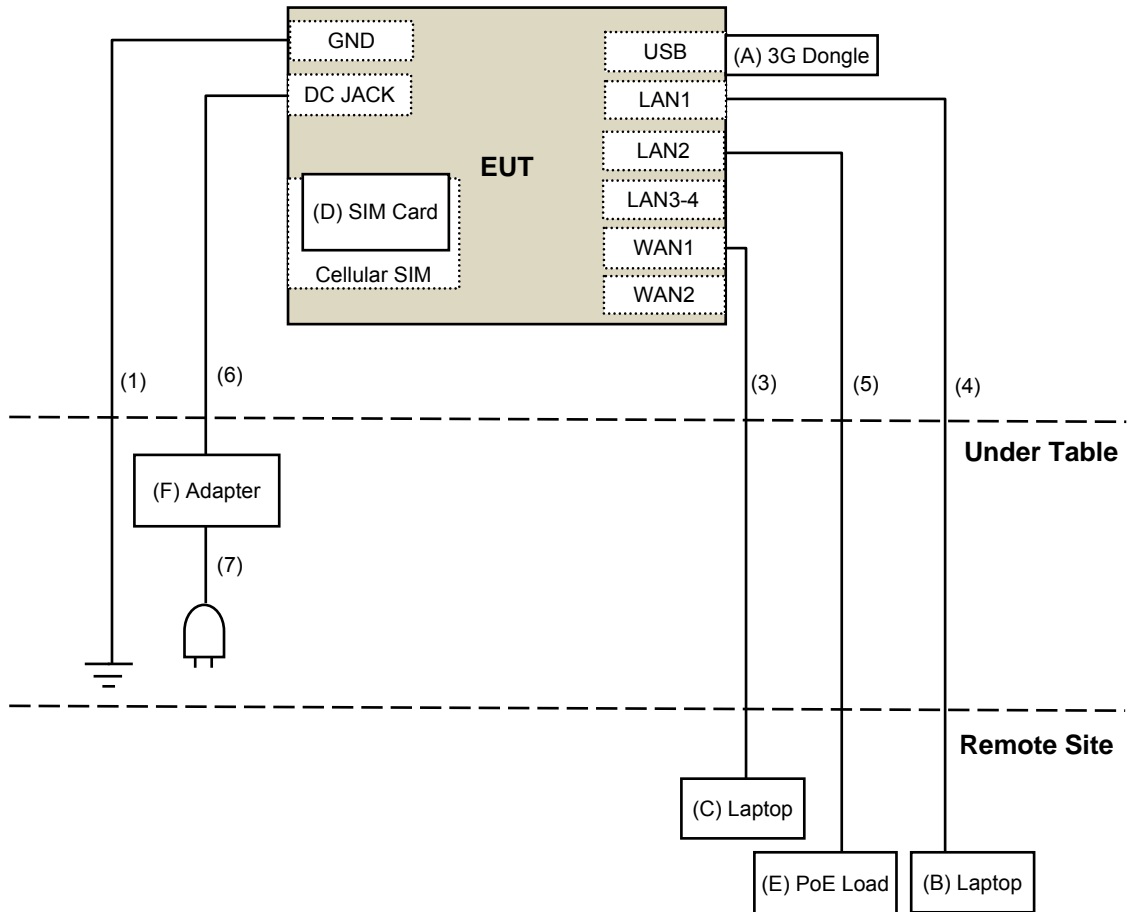 GND
USB
(A) 3G Dongle
DC JACK
LAN1
LAN2
EUT
LAN3-4
(D) SIM Card
WAN1
Cellular SIM
WAN2
(1)
(6)
(3)
(5)
(4)
Under Table
(F) Adapter
(7)
Remote Site
(C) Laptop
(E) PoE Load
(B) Laptop